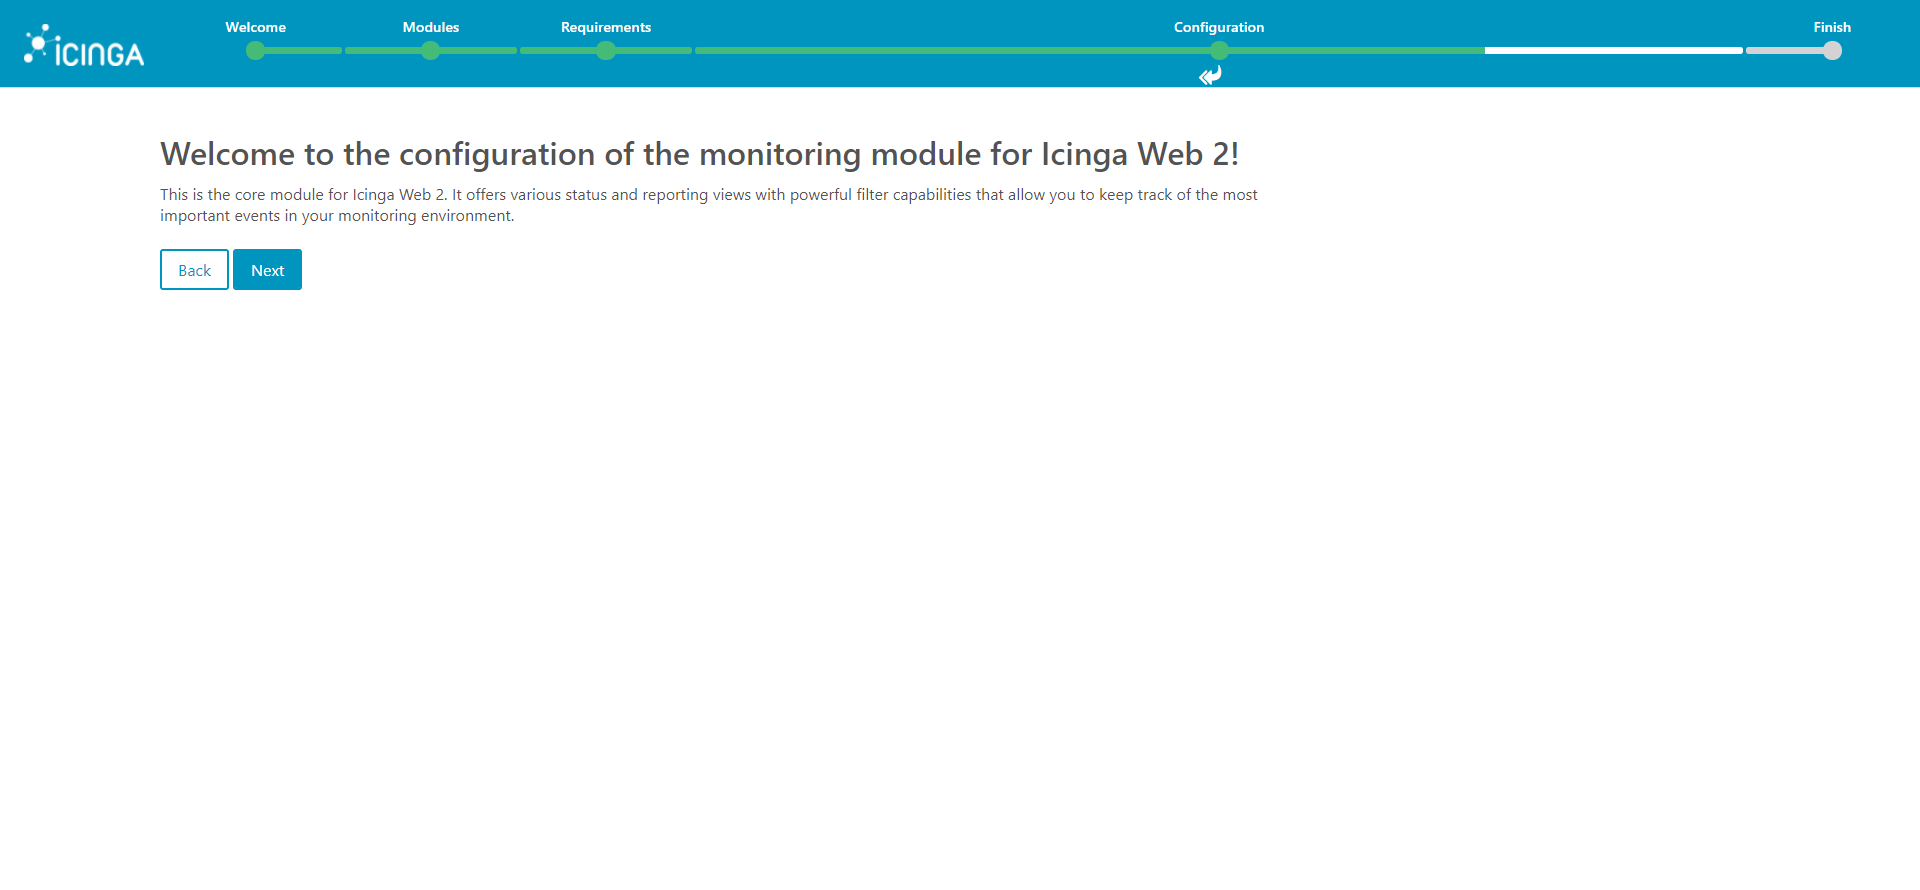 Welcome Modules Requirements Configuration Finish
ICINGA
Welcome to the configuration of the monitoring module for Icinga Web 2!
This is the core module for Icinga Web 2. It offers various status and reporting views with powerful filter capabilities that allow you to keep track of the most
important events in your monitoring environment.
Back Next